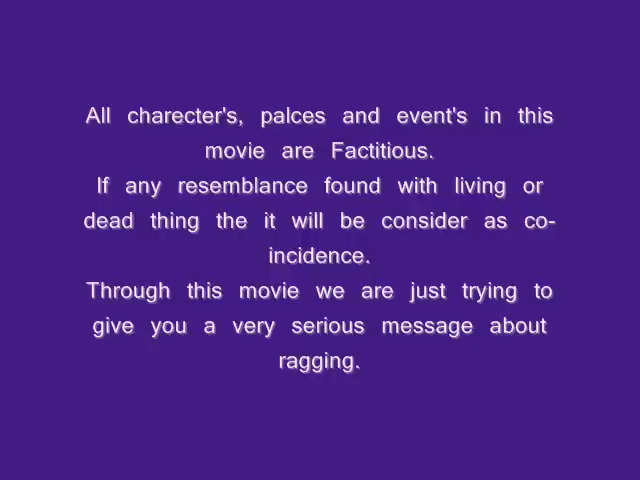 All charecter's, palces and event's in this
movie are Factitious.
If any resemblance found with living or
dead thing the it will be consider as co-
incidence.
Through this movie we are just trying to
give you a very serious message about
ragging.